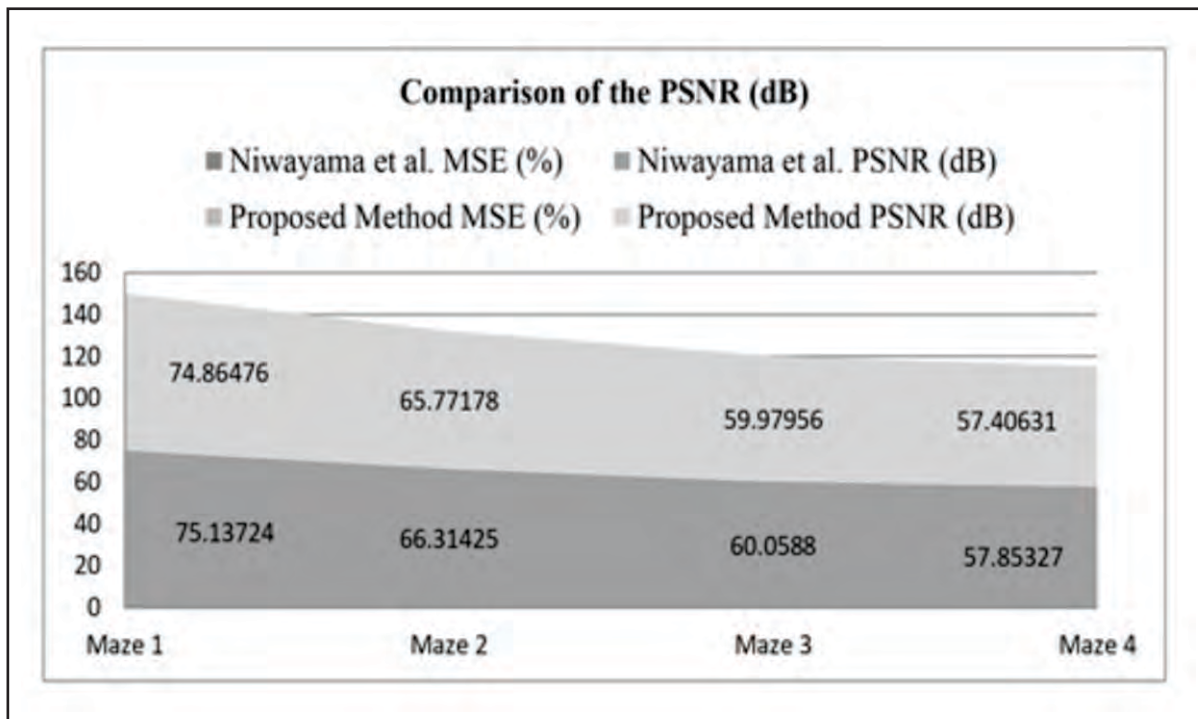 Comparison of the PSNR (dB)
Niwayama et al. MSE (%) Niwayama et al. PSNR (dB)
Proposed Method MSE (%) Proposed Method PSNR (dB)
160
140
120
100
80
60
40
20
0
74.86476 65.77178 59.97956 57.40631
75.13724 66.31425 60.0588 57.85327
Maze 1 Maze 2 Maze 3 Maze 4